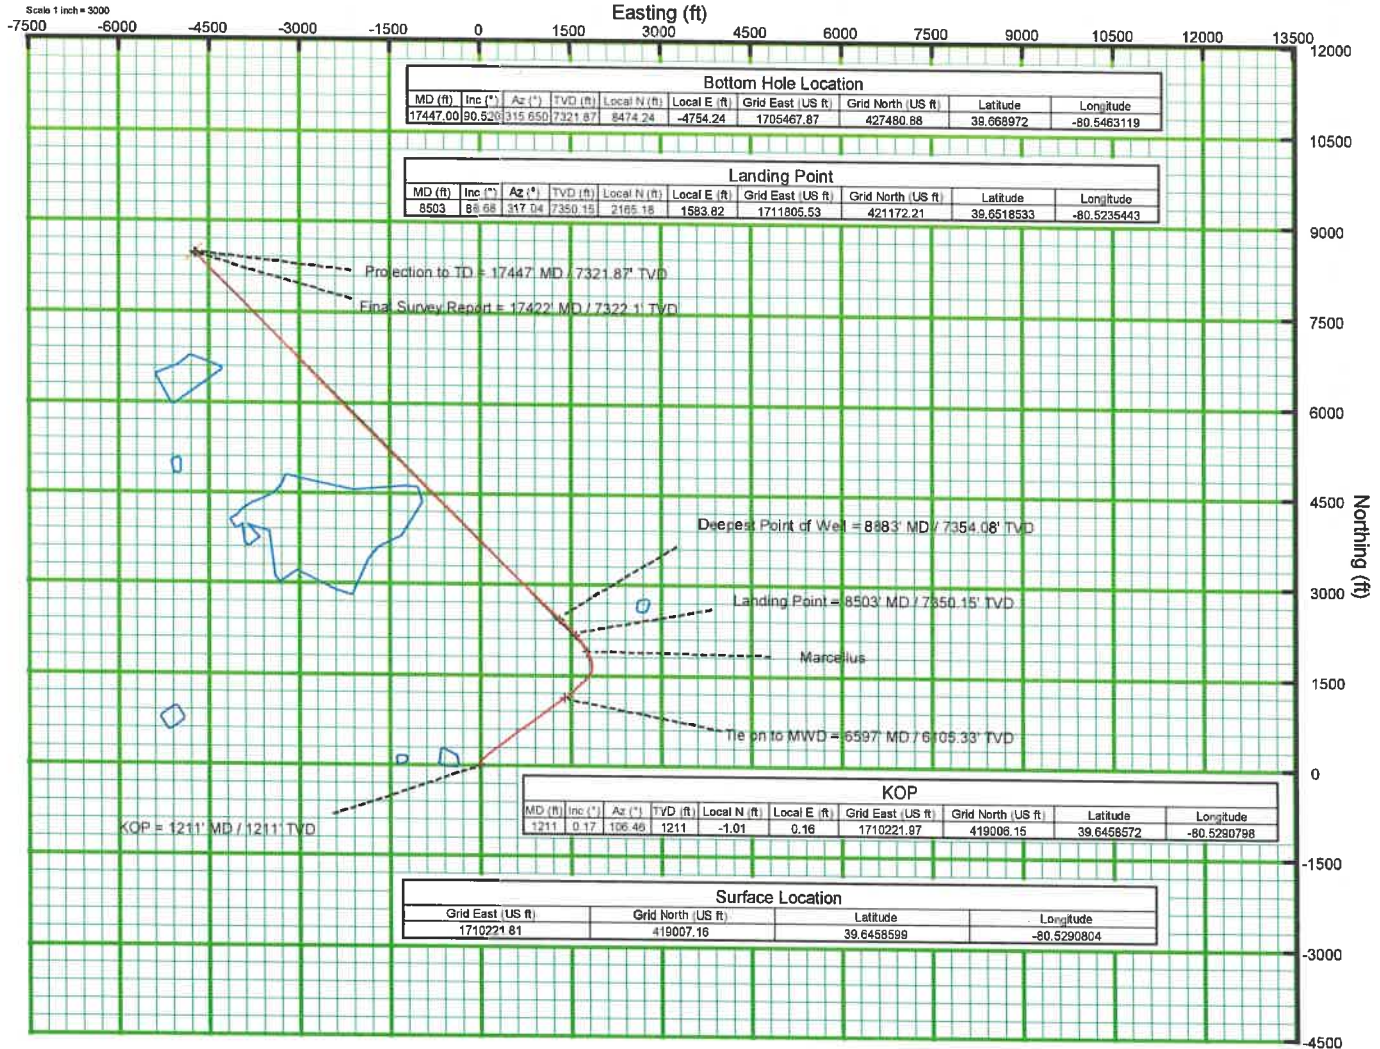 Scale 1 inch = 3000
Easting (ft)
-7500 -6000 -4500 -3000 -1500 0 1500 3000 4500 6000 7500 9000 10500 12000 13500
12000
Bottom Hole Location
MD (ft) Inc (°) Az (°) TVD (ft) Local N (ft) Local E (ft) Grid East (US ft) Grid North (US ft) Latitude Longitude
17447.00 90.520 315.650 7321.87 8474.24 -4754.24 1705467.87 427480.88 39.668972 -80.5463119
10500
Landing Point
MD (ft) Inc (°) Az (°) TVD (ft) Local N (ft) Local E (ft) Grid East (US ft) Grid North (US ft) Latitude Longitude
8503 86.68 317.04 7350.15 2165.18 1583.82 1711805.53 421172.21 39.6518533 -80.5235443
9000
Projection to TD = 17447' MD / 7321.87' TVD
Final Survey Report = 17422' MD / 7322.1' TVD
7500
6000
4500
Northing (ft)
Deepest Point of Well = 8883' MD / 7354.08' TVD
3000
Landing Point = 8503' MD / 7350.15' TVD
Marcellus
1500
Tie on to MWD = 6597' MD / 6105.33' TVD
0
KOP
MD (ft) Inc (°) Az (°) TVD (ft) Local N (ft) Local E (ft) Grid East (US ft) Grid North (US ft) Latitude Longitude
1211 0.17 106.46 1211 -1.01 0.16 1710221.97 419006.15 39.6458572 -80.5290798
KOP = 1211' MD / 1211' TVD
-1500
Surface Location
Grid East (US ft) Grid North (US ft) Latitude Longitude
1710221.81 419007.16 39.6458599 -80.5290804
-3000
-4500